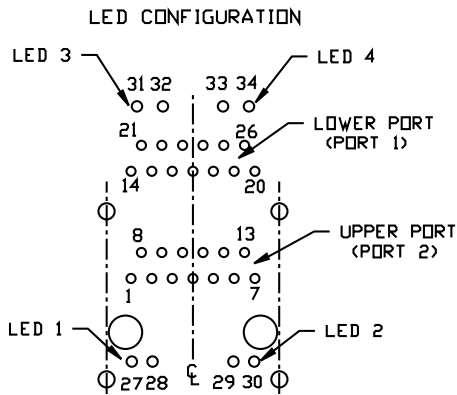 LED CONFIGURATION
LED 3
LED 4
31 32 33 34
21 26
LOWER PORT
(PORT 1)
14 20
8 13
UPPER PORT
(PORT 2)
1 7
LED 1
LED 2
27 28 29 30
CL